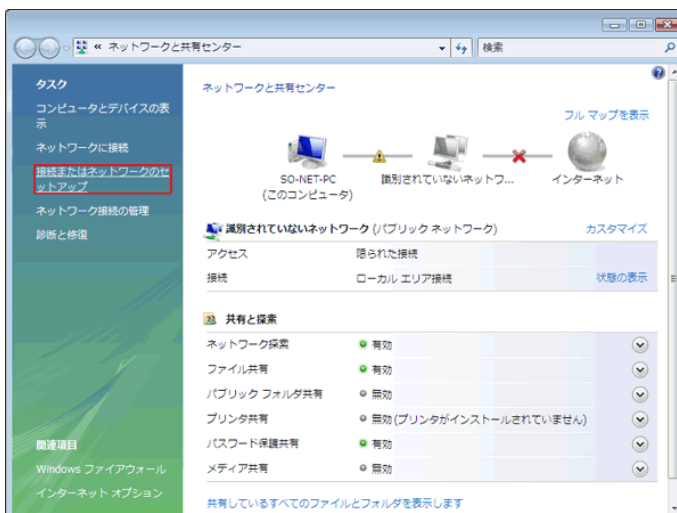 « ネットワークと共有センター
検索
タスク
コンピュータとデバイスの表
示
ネットワークに接続
接続またはネットワークのセ
ットアップ
ネットワーク接続の管理
診断と修復
関連項目
Windows ファイアウォール
インターネット オプション
ネットワークと共有センター
フル マップを表示
SO-NET-PC
(このコンピュータ)
識別されていないネットワ...
インターネット
識別されていないネットワーク (パブリック ネットワーク)
カスタマイズ
アクセス
限られた接続
接続
ローカル エリア接続
状態の表示
共有と探索
ネットワーク探索
有効
ファイル共有
有効
パブリック フォルダ共有
無効
プリンタ共有
無効(プリンタがインストールされていません)
パスワード保護共有
有効
メディア共有
無効
共有しているすべてのファイルとフォルダを表示します